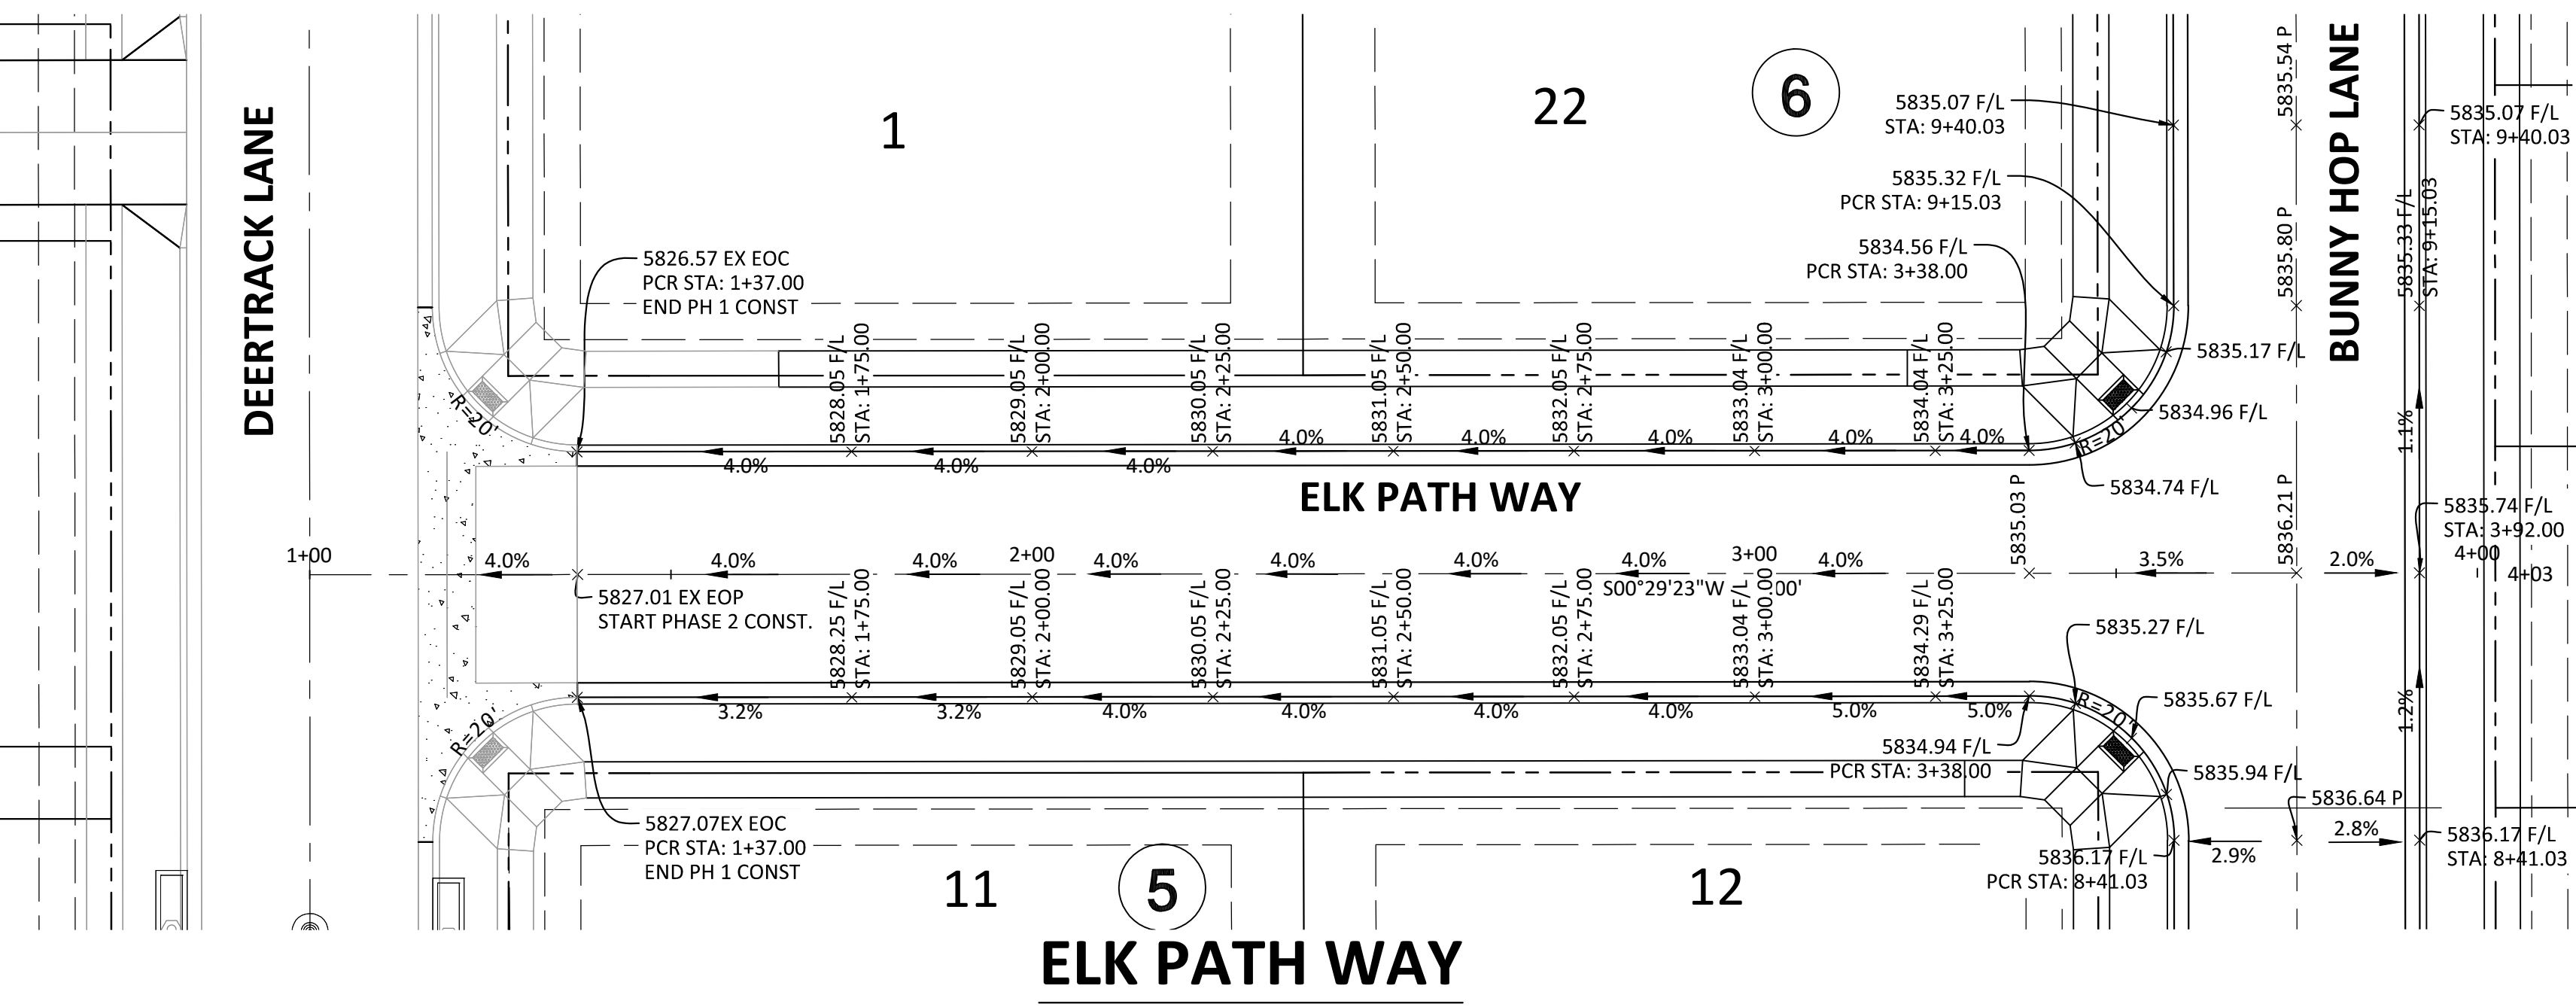 DEERTRACK LANE
1
22
6
BUNNY HOP LANE
5835.54 P
5835.80 P
5836.21 P
5835.03 P
5835.07 F/L
STA: 9+40.03
5835.32 F/L
PCR STA: 9+15.03
5834.56 F/L
PCR STA: 3+38.00
5835.07 F/L
STA: 9+40.03
5835.33 F/L
STA: 9+15.03
5826.57 EX EOC
PCR STA: 1+37.00
END PH 1 CONST
5828.05 F/L
STA: 1+75.00
5829.05 F/L
STA: 2+00.00
5830.05 F/L
STA: 2+25.00
5831.05 F/L
STA: 2+50.00
5832.05 F/L
STA: 2+75.00
5833.04 F/L
STA: 3+00.00
5834.04 F/L
STA: 3+25.00
5835.17 F/L
5834.96 F/L
5834.74 F/L
R=20'
R=20'
4.0%
4.0%
4.0%
4.0%
4.0%
4.0%
4.0%
4.0%
1.1%
ELK PATH WAY
5835.74 F/L
STA: 3+92.00
4+00
4+03
1+00
4.0%
4.0%
4.0%
2+00
4.0%
4.0%
4.0%
4.0%
3+00
4.0%
3.5%
2.0%
S00°29'23"W
00'
5827.01 EX EOP
START PHASE 2 CONST.
5828.25 F/L
STA: 1+75.00
5829.05 F/L
STA: 2+00.00
5830.05 F/L
STA: 2+25.00
5831.05 F/L
STA: 2+50.00
5832.05 F/L
STA: 2+75.00
5833.04 F/L
STA: 3+00.00
5834.29 F/L
STA: 3+25.00
5835.27 F/L
5835.67 F/L
5835.94 F/L
R=20'
R=20'
3.2%
3.2%
4.0%
4.0%
4.0%
4.0%
5.0%
5.0%
1.2%
5834.94 F/L
PCR STA: 3+38.00
5836.64 P
5827.07EX EOC
PCR STA: 1+37.00
END PH 1 CONST
5836.17 F/L
PCR STA: 8+41.03
2.9%
2.8%
5836.17 F/L
STA: 8+41.03
11
5
12
ELK PATH WAY